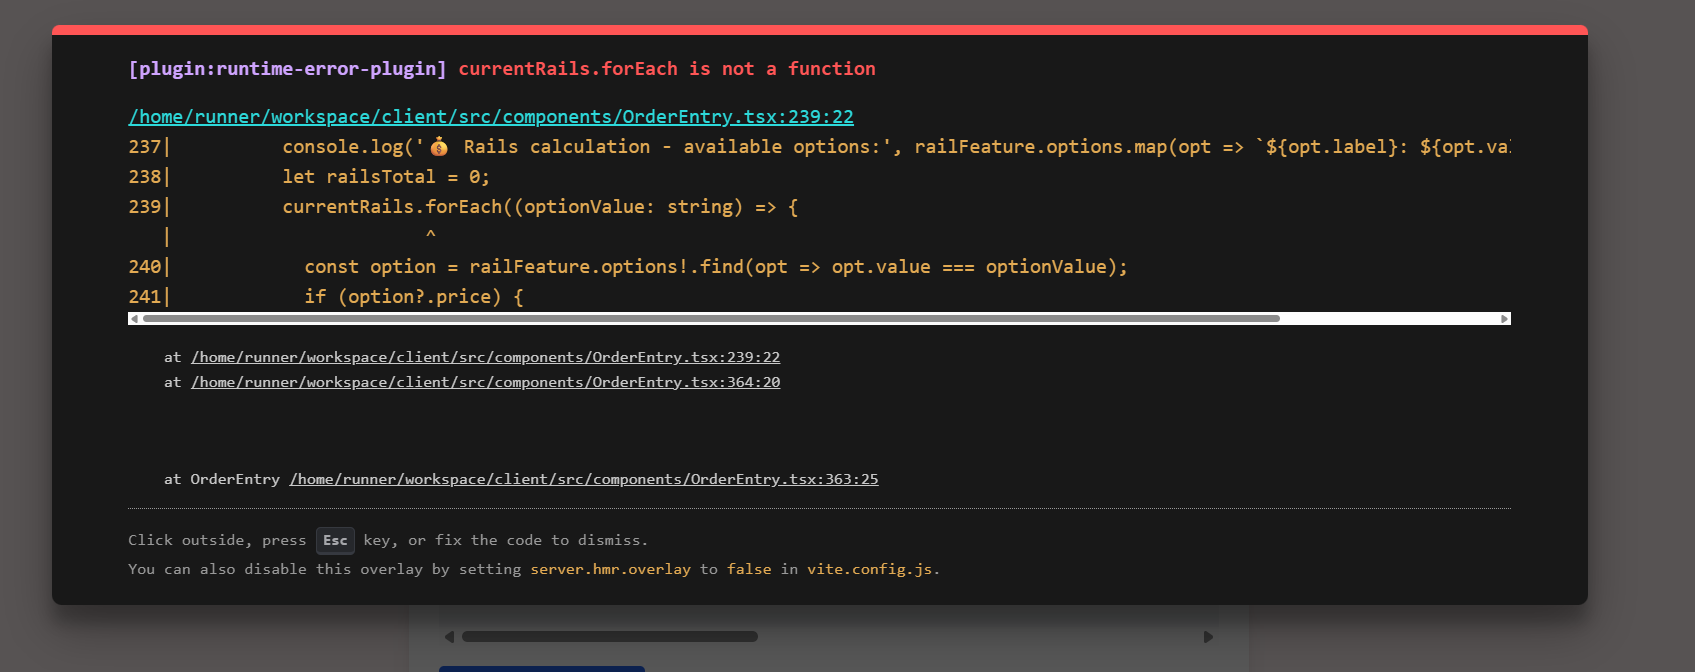 [plugin:runtime-error-plugin] currentRails.forEach is not a function
/home/runner/workspace/client/src/components/OrderEntry.tsx:239:22
237|          console.log('💰 Rails calculation - available options:', railFeature.options.map(opt => `${opt.label}: ${opt.val
238|          let railsTotal = 0;
239|          currentRails.forEach((optionValue: string) => {
   |                       ^
240|            const option = railFeature.options!.find(opt => opt.value === optionValue);
241|            if (option?.price) {
at /home/runner/workspace/client/src/components/OrderEntry.tsx:239:22
at /home/runner/workspace/client/src/components/OrderEntry.tsx:364:20
at OrderEntry /home/runner/workspace/client/src/components/OrderEntry.tsx:363:25
Click outside, press Esc key, or fix the code to dismiss.
You can also disable this overlay by setting server.hmr.overlay to false in vite.config.js.